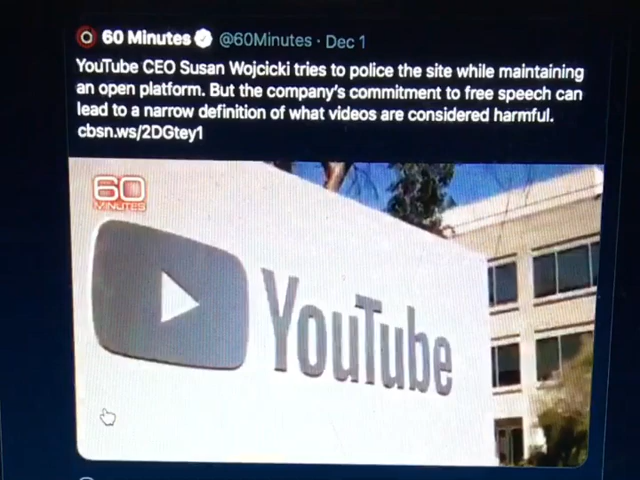 60 Minutes @60Minutes · Dec 1
YouTube CEO Susan Wojcicki tries to police the site while maintaining
an open platform. But the company's commitment to free speech can
lead to a narrow definition of what videos are considered harmful.
cbsn.ws/2DGtey1
60
MINUTES
YouTube